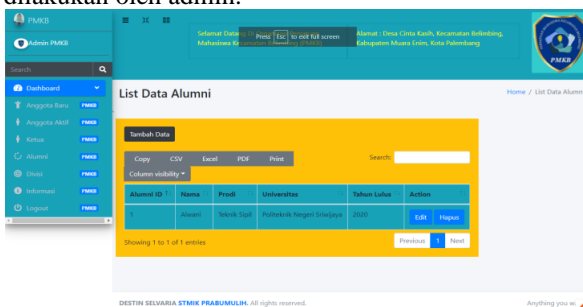 dilakukan oleh admin.
PMKB
Admin PMKB
Search
Dashboard
Anggota Baru PMKB
Anggota Aktif PMKB
Ketua PMKB
Alumni PMKB
Divisi PMKB
Informasi PMKB
Logout PMKB
Selamat Datang Di
Mahasiswa (PMKB)
Press Esc to exit full screen
Alamat : Desa Cinta Kasih, Kecamatan Belimbing,
Kabupaten Muara Enim, Kota Palembang
PMKB
List Data Alumni
Home / List Data Alumni
Tambah Data
Copy CSV Excel PDF Print
Column visibility
Search:
Alumni ID Nama Prodi Universitas Tahun Lulus Action
1 Alwani Teknik Sipil Politeknik Negeri Sriwijaya 2020 Edit Hapus
Showing 1 to 1 of 1 entries
Previous 1 Next
DESTIN SELVARIA STMIK PRABUMULIH. All rights reserved.
Anything you w